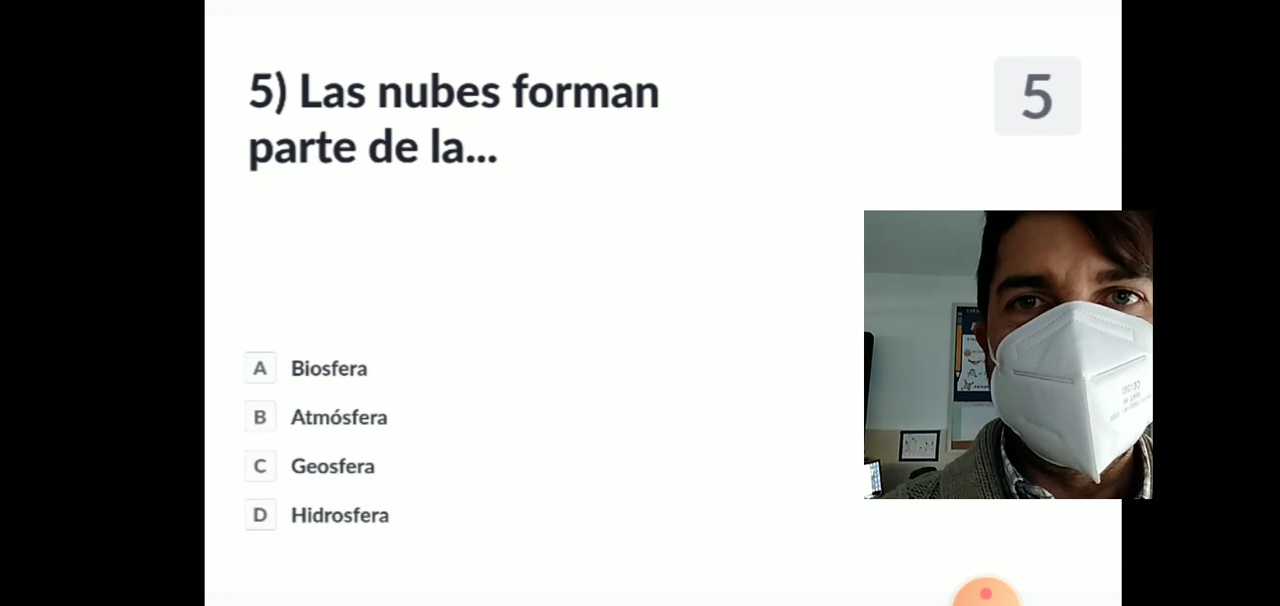 5) Las nubes forman
parte de la...
5
A Biosfera
B Atmósfera
C Geosfera
D Hidrosfera